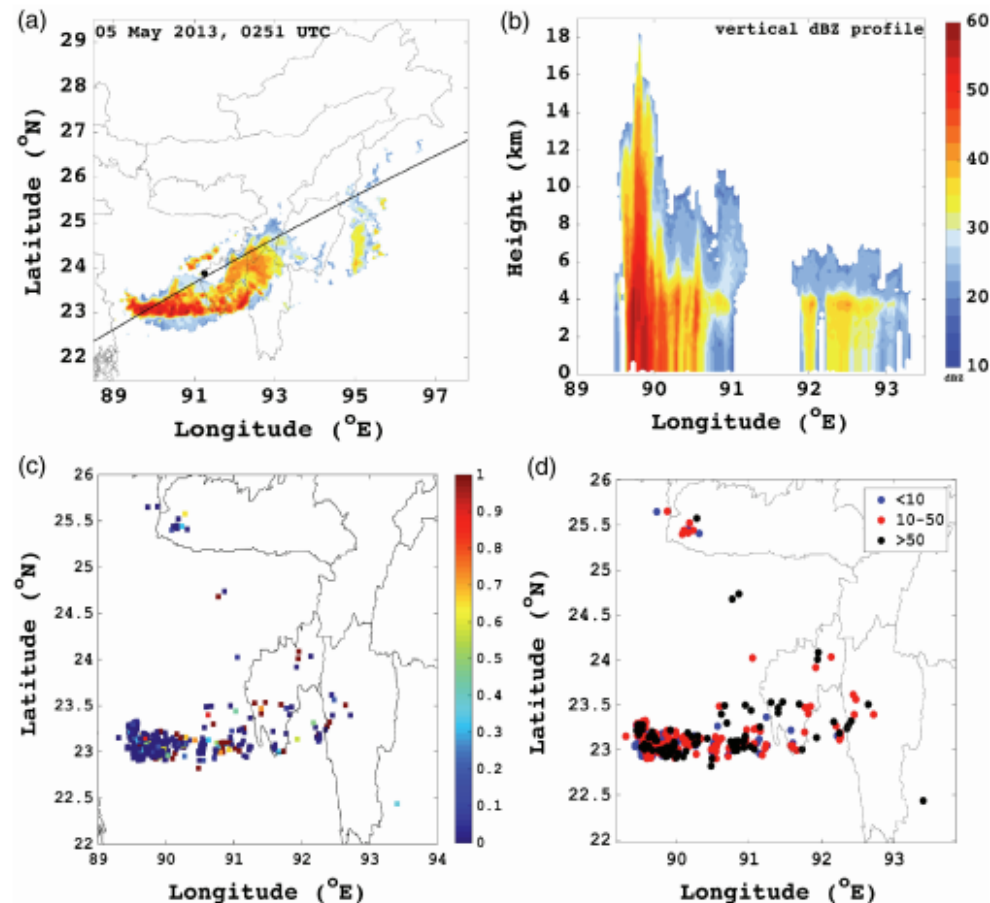 (a)
05 May 2013, 0251 UTC
29
28
27
26
25
24
23
22
Latitude (°N)
89 91 92 93 95 97
Longitude (°E)
(b)
vertical dBZ profile
18
16
14
12
10
8
6
4
2
0
Height (km)
89 90 91 92 93
Longitude (°E)
60
50
40
30
20
10
dBZ
(c)
26
25.5
25
24.5
24
23.5
23
22.5
22
Latitude (°N)
89 90 91 92 93 94
Longitude (°E)
1
0.9
0.8
0.7
0.6
0.5
0.4
0.3
0.2
0.1
0
(d)
<10
10-50
>50
26
25.5
25
24.5
24
23.5
23
22.5
22
Latitude (°N)
90 91 92 93
Longitude (°E)